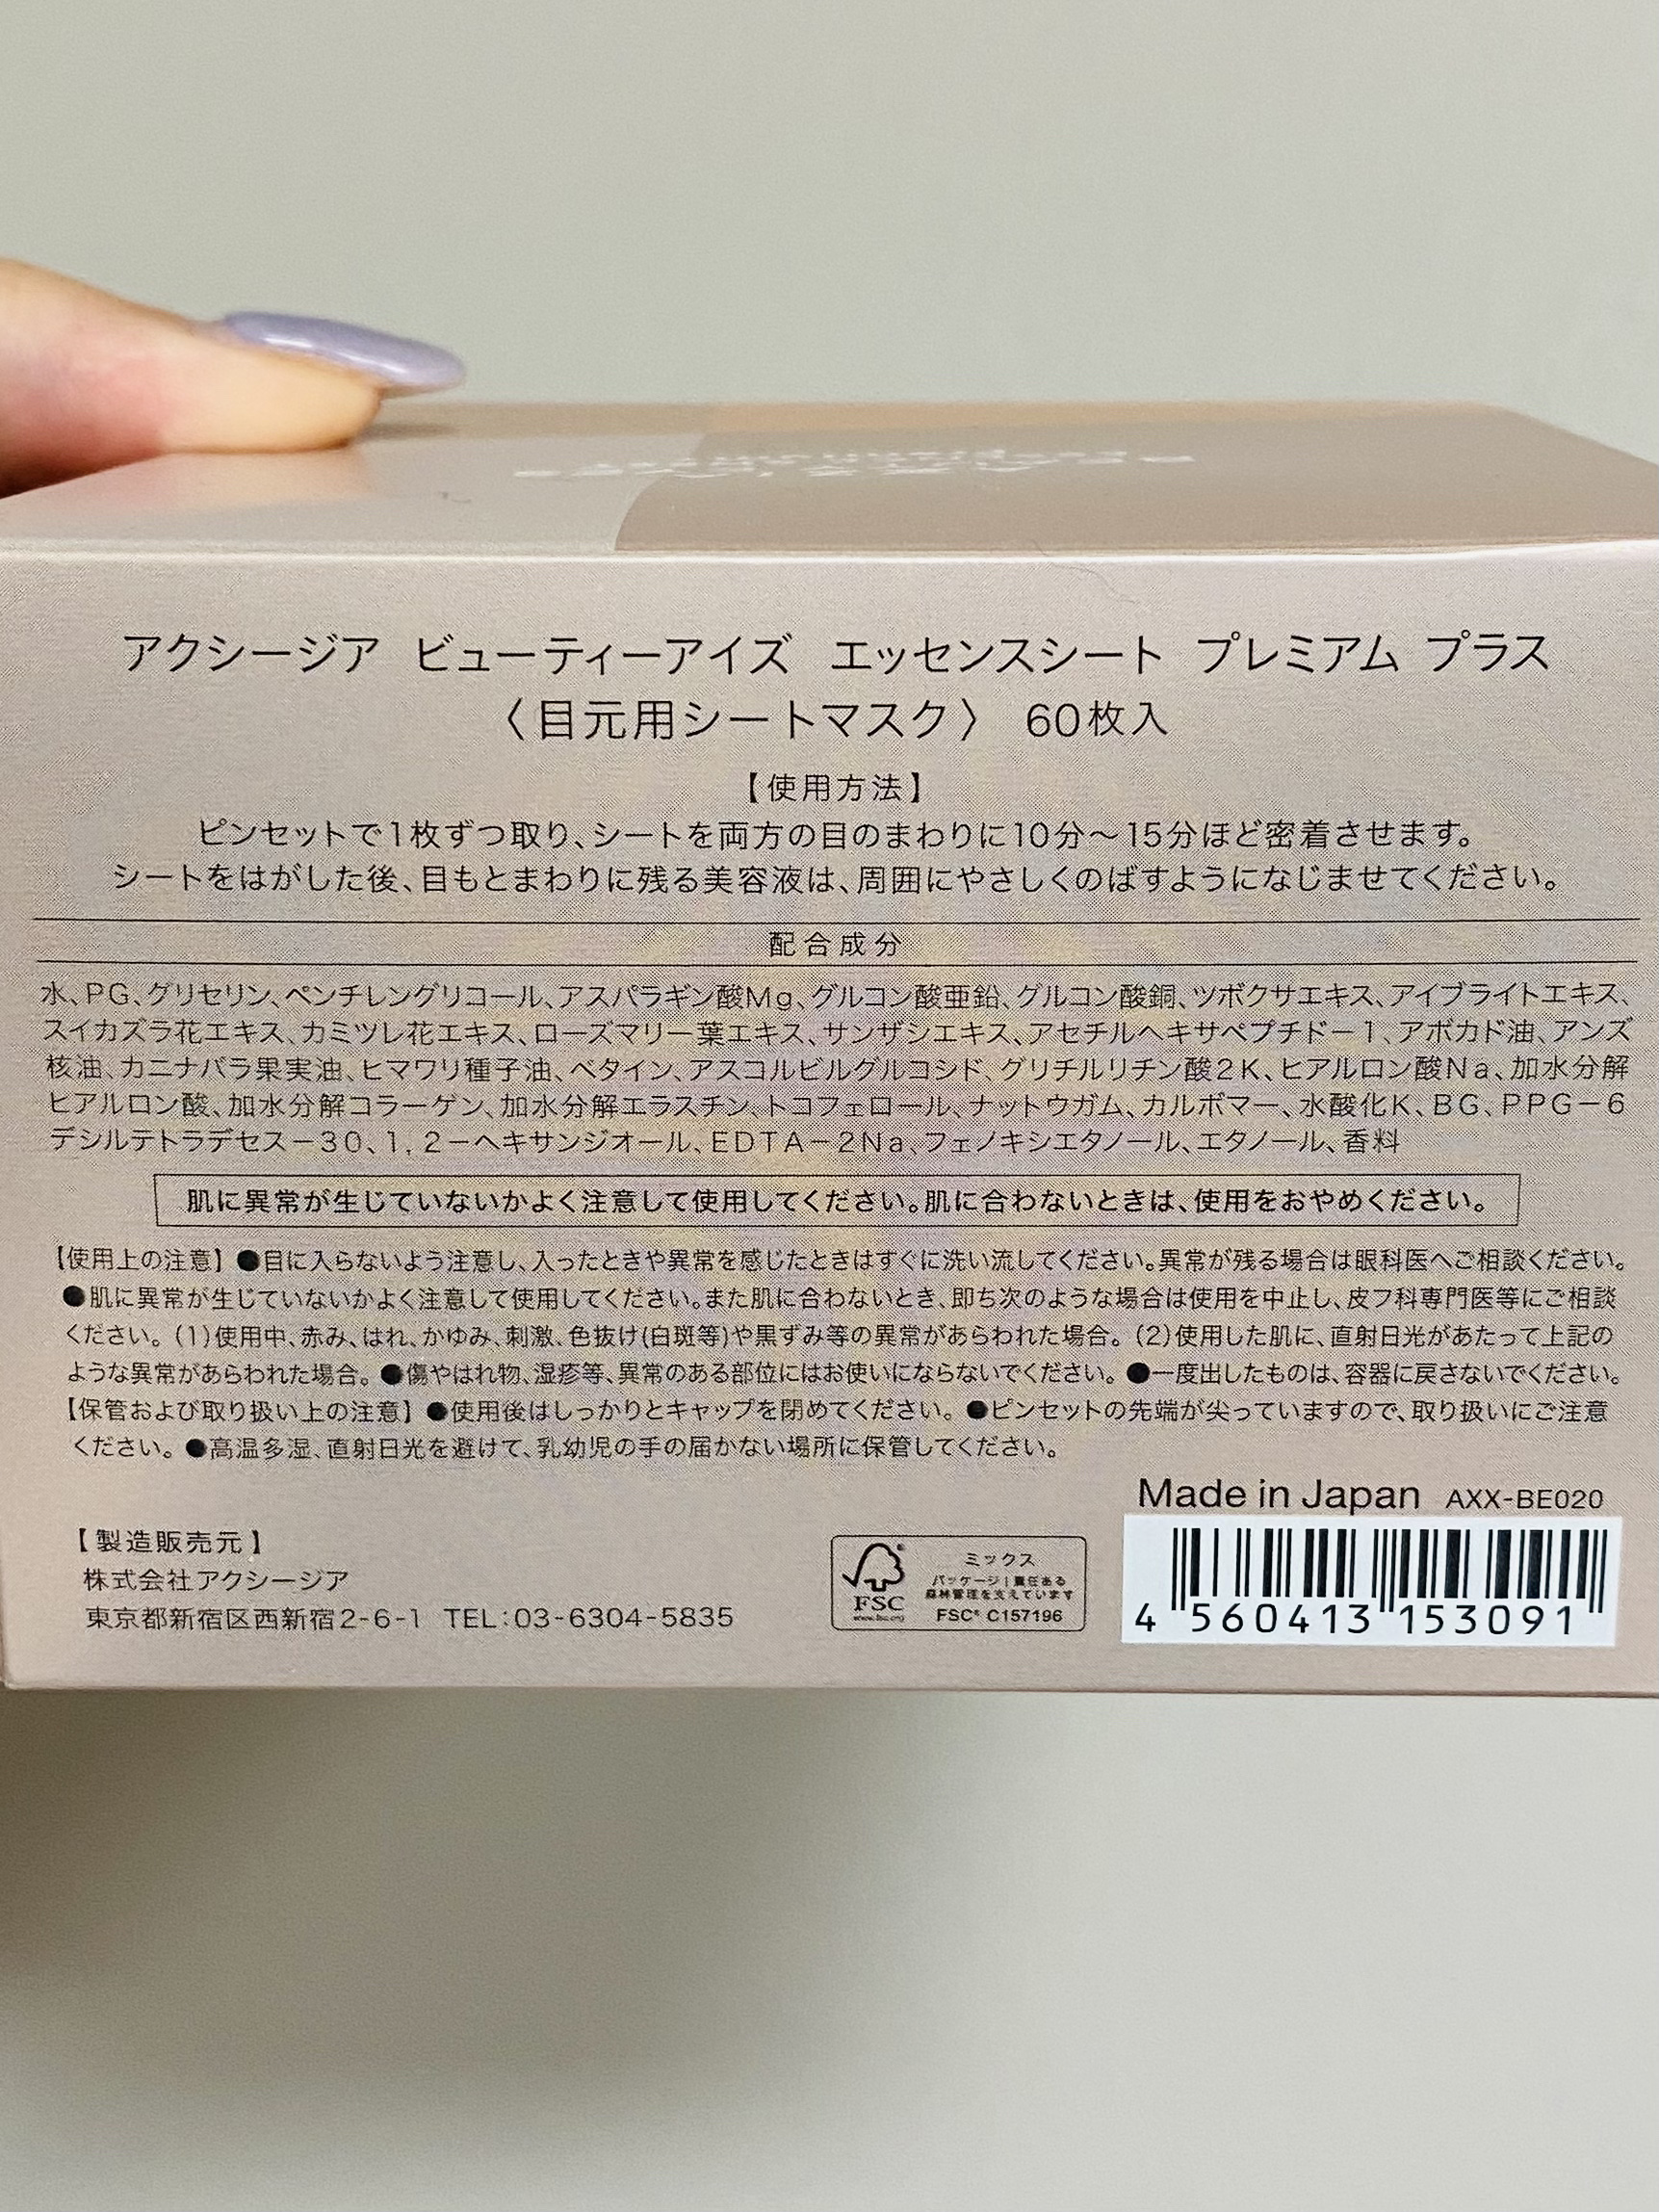 アクシージア ビューティーアイズ エッセンスシート プレミアム プラス
〈目元用シートマスク〉 60枚入
【使用方法】
ピンセットで1枚ずつ取り、シートを両方の目のまわりに10分〜15分ほど密着させます。
シートをはがした後、目もとまわりに残る美容液は、周囲にやさしくのばすようになじませてください。
配合成分
水、PG、グリセリン、ペンチレングリコール、アスパラギン酸Mg、グルコン酸亜鉛、グルコン酸銅、ツボクサエキス、アイブライトエキス、
スイカズラ花エキス、カミツレ花エキス、ローズマリー葉エキス、サンザシエキス、アセチルヘキサペプチドー1、アボカド油、アンズ
核油、カニナバラ果実油、ヒマワリ種子油、ベタイン、アスコルビルグルコシド、グリチルリチン酸2K、ヒアルロン酸Na、加水分解
ヒアルロン酸、加水分解コラーゲン、加水分解エラスチン、トコフェロール、ナットウガム、カルボマー、水酸化K、BG、PPGー6
デシルテトラデセスー30、1，2ーヘキサンジオール、EDTAー2Na、フェノキシエタノール、エタノール、香料
肌に異常が生じていないかよく注意して使用してください。肌に合わないときは、使用をおやめください。
【使用上の注意】●目に入らないよう注意し、入ったときや異常を感じたときはすぐに洗い流してください。異常が残る場合は眼科医へご相談ください。
●肌に異常が生じていないかよく注意して使用してください。また肌に合わないとき、即ち次のような場合は使用を中止し、皮フ科専門医等にご相談
ください。（1）使用中、赤み、はれ、かゆみ、刺激、色抜け(白斑等)や黒ずみ等の異常があらわれた場合。（2）使用した肌に、直射日光があたって上記の
ような異常があらわれた場合。●傷やはれ物、湿疹等、異常のある部位にはお使いにならないでください。●一度出したものは、容器に戻さないでください。
【保管および取り扱い上の注意】●使用後はしっかりとキャップを閉めてください。●ピンセットの先端が尖っていますので、取り扱いにご注意
ください。●高温多湿、直射日光を避けて、乳幼児の手の届かない場所に保管してください。
Made in Japan AXX-BE020
【製造販売元】
株式会社アクシージア
東京都新宿区西新宿2-6-1 TEL:03-6304-5835
FSC
www.fsc.org
ミックス
パッケージ | 責任ある
森林管理を支えています
FSC® C157196
4 560413 153091